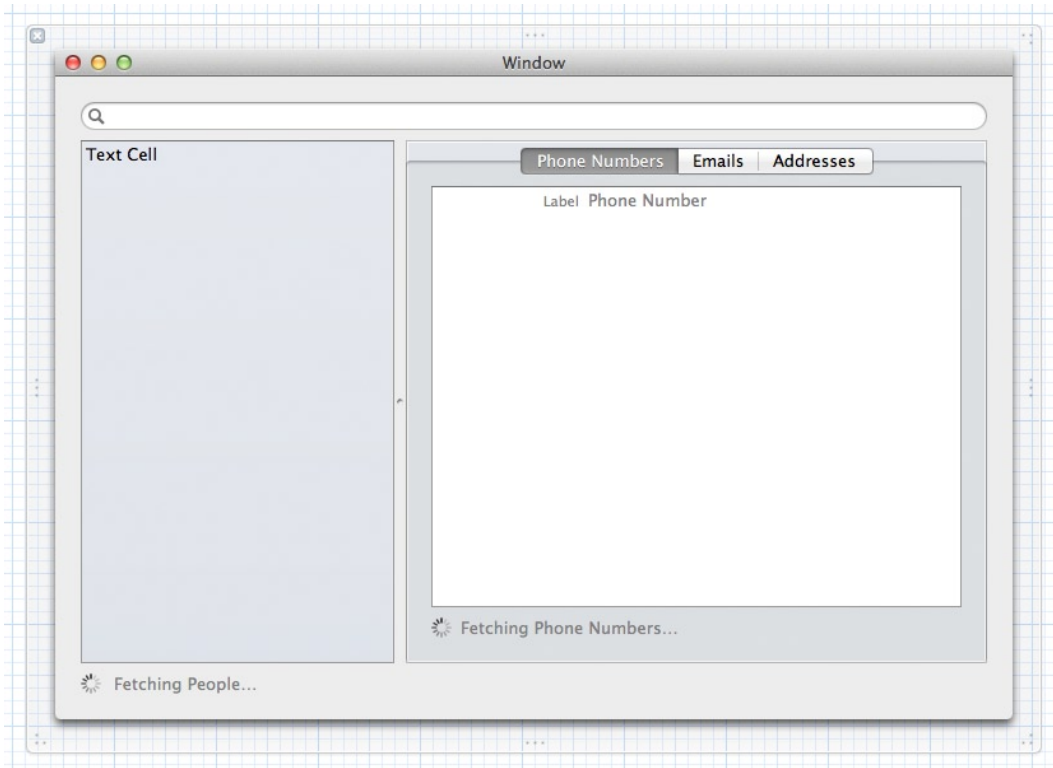 Window
Text Cell
Phone Numbers Emails Addresses
Label Phone Number
Fetching Phone Numbers...
Fetching People...